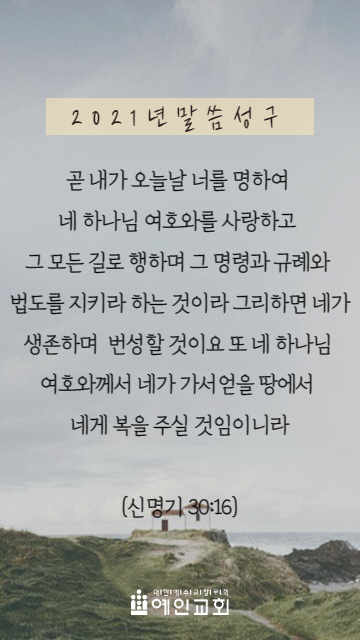 2021년말씀성구
곧 내가 오늘날 너를 명하여
네 하나님 여호와를 사랑하고
그 모든 길로 행하며 그 명령과 규례와
법도를 지키라 하는 것이라 그리하면 네가
생존하며 번성할 것이요 또 네 하나님
여호와께서 네가 가서 얻을 땅에서
네게 복을 주실 것임이니라
(신명기 30:16)
예인교회